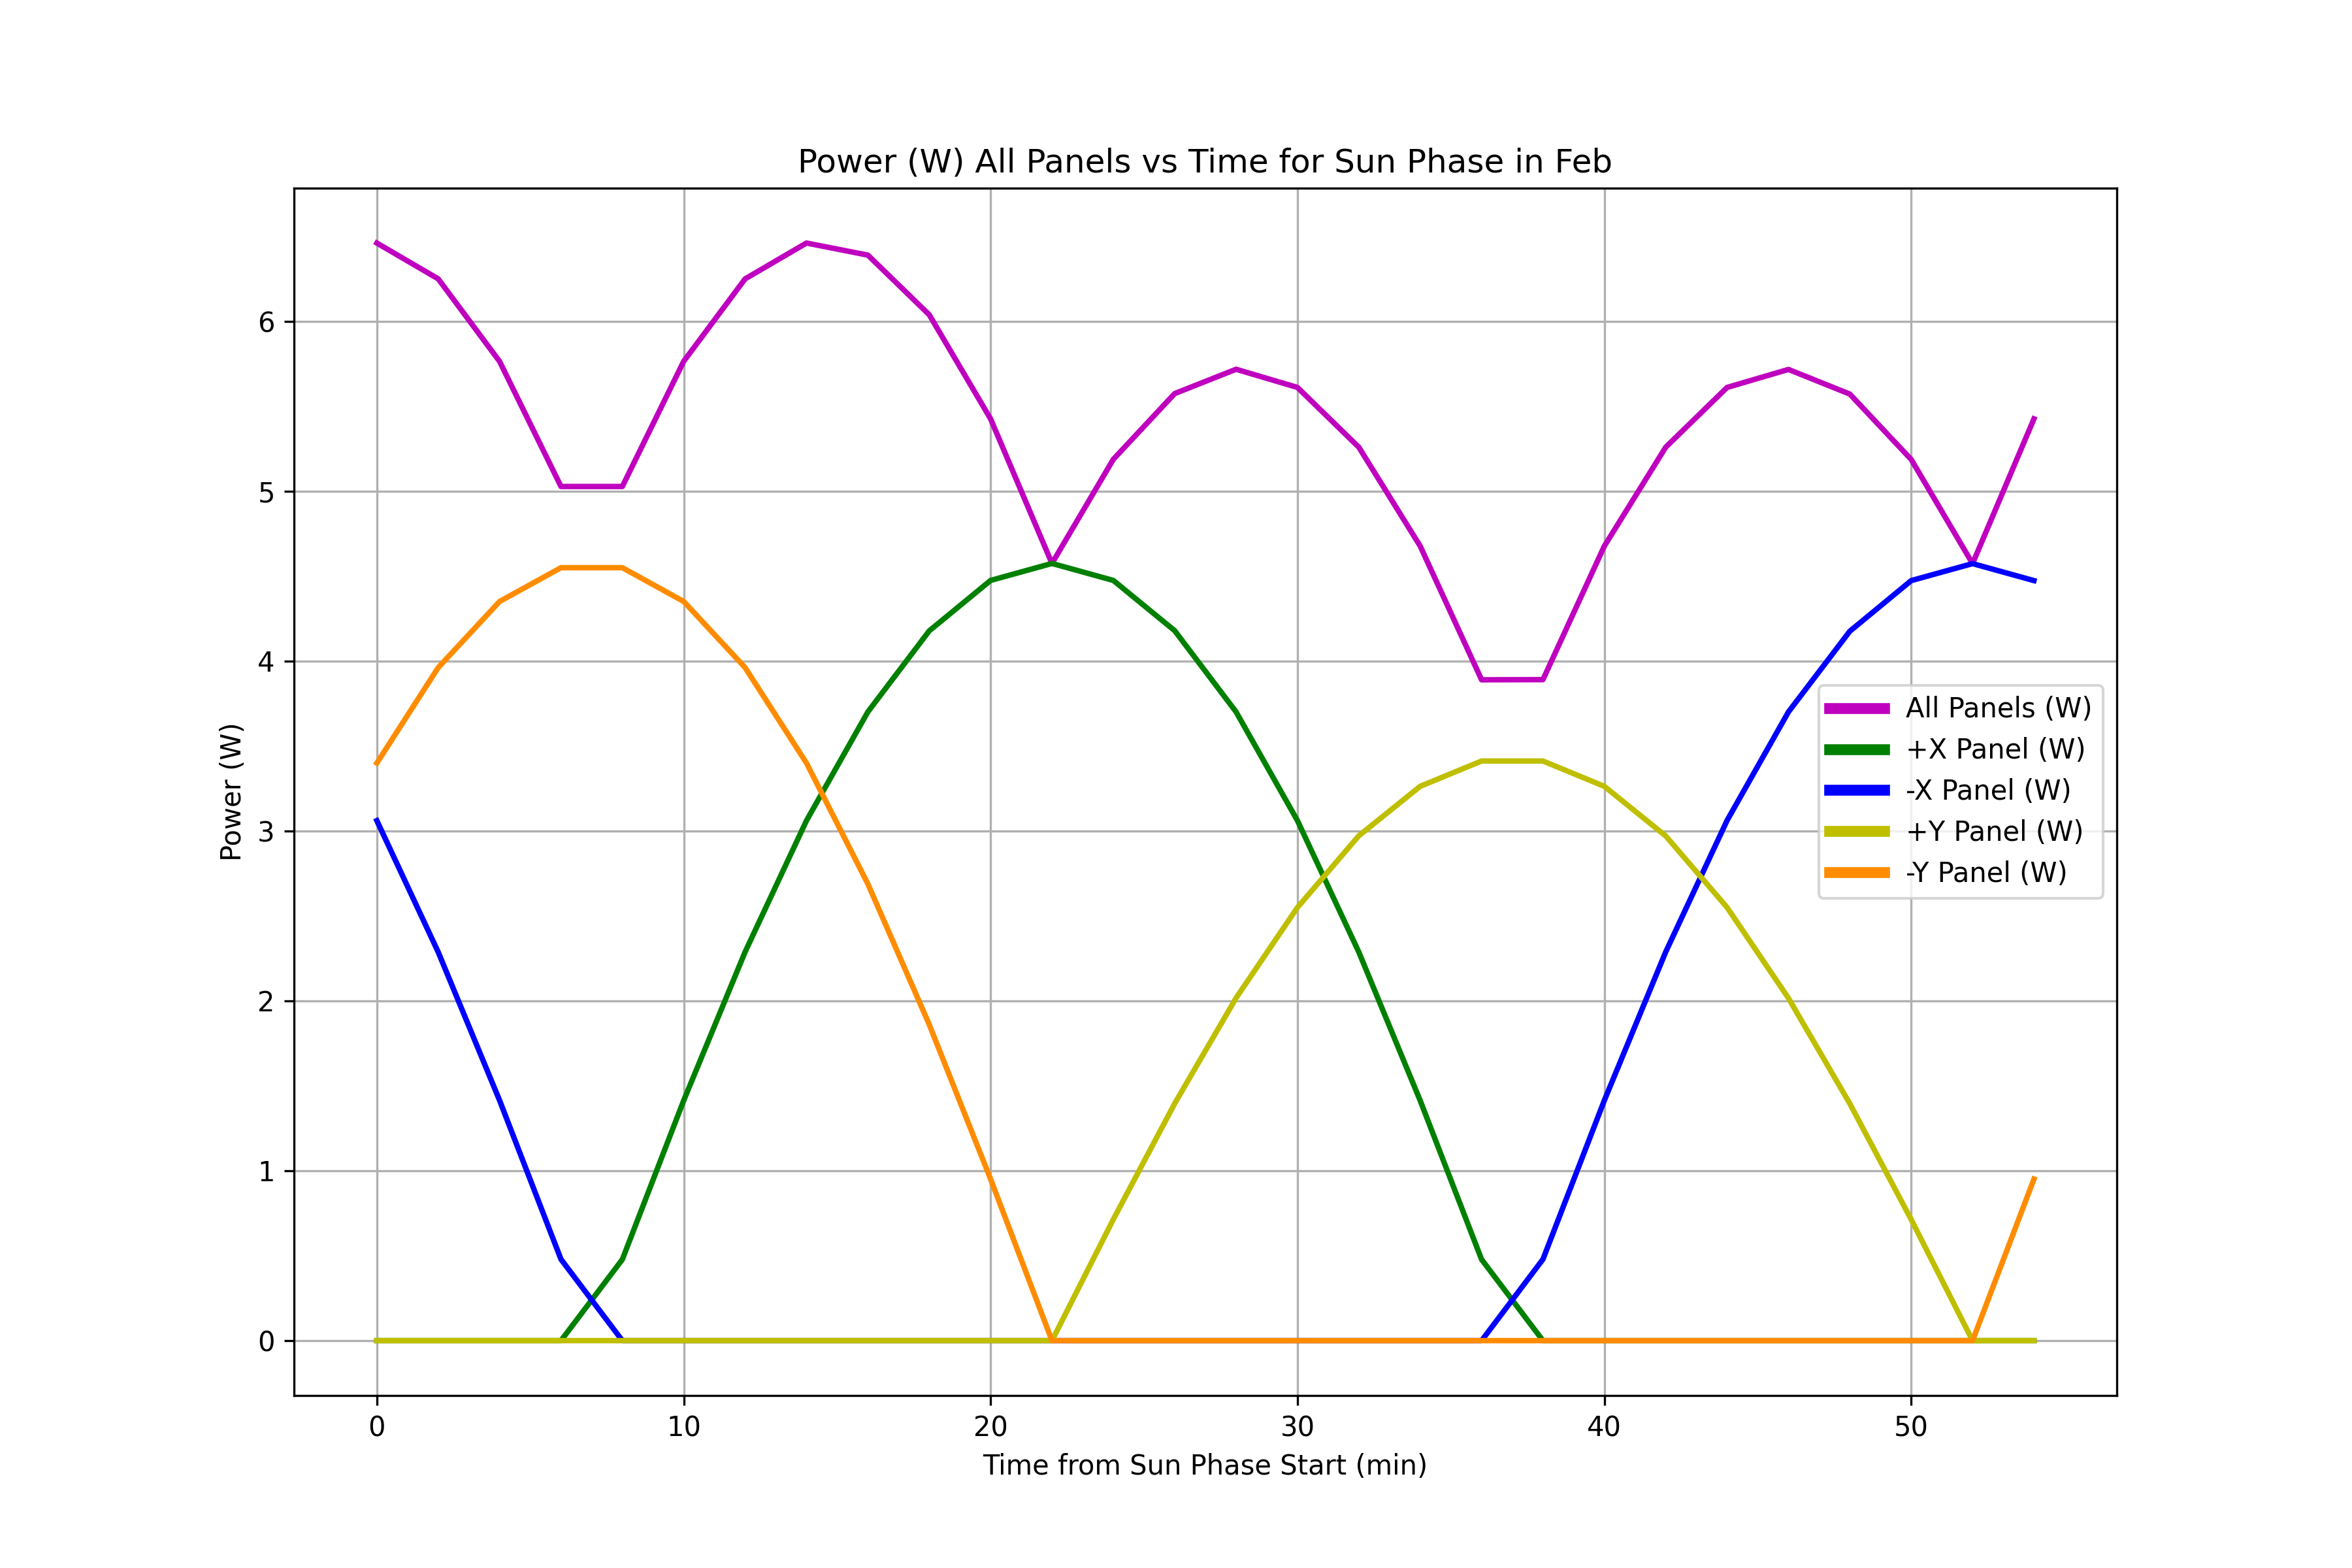 Power (W) All Panels vs Time for Sun Phase in Feb
Power (W)
6
5
4
3
2
1
0
All Panels (W)
+X Panel (W)
-X Panel (W)
+Y Panel (W)
-Y Panel (W)
0 10 20 30 40 50
Time from Sun Phase Start (min)